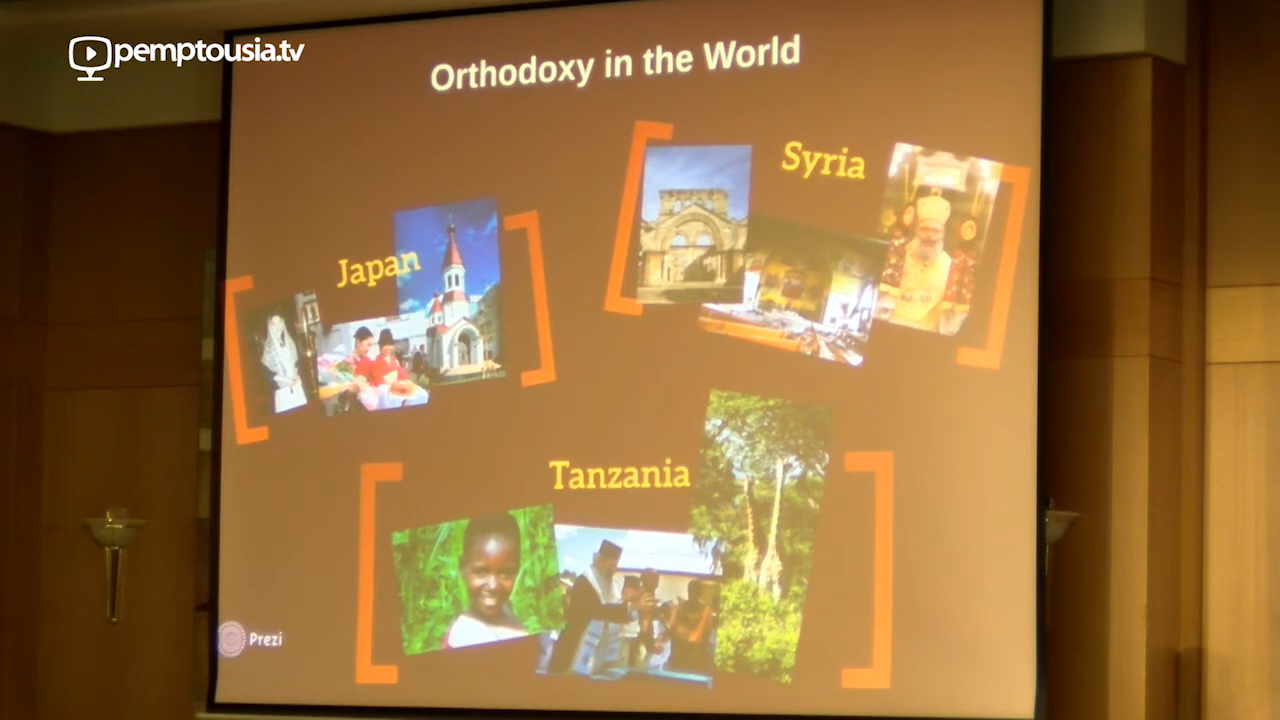 pemptousia.tv
Orthodoxy in the World
Syria
Japan
Tanzania
Prezi